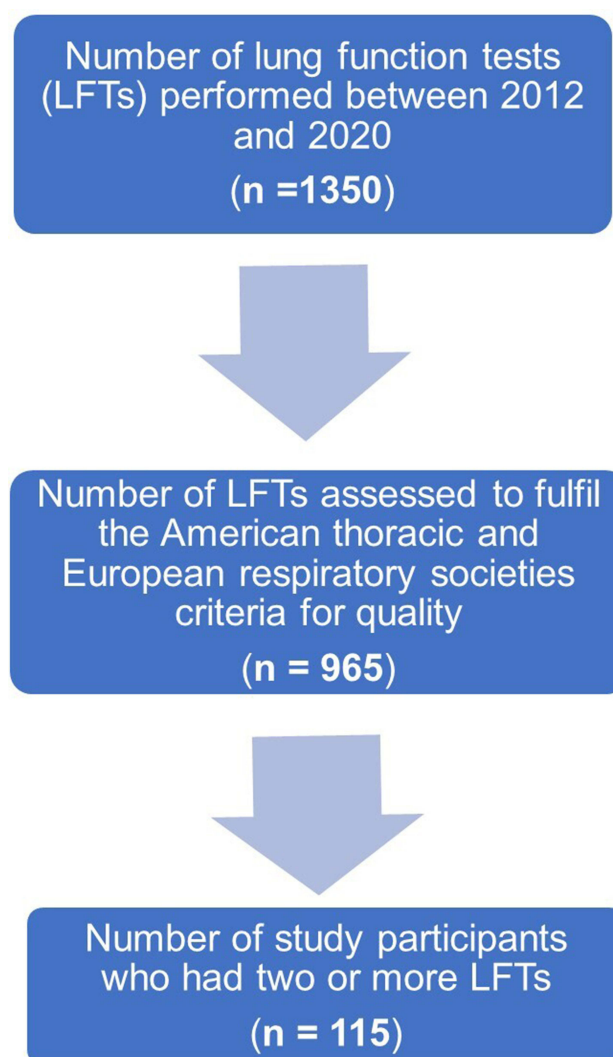 Number of lung function tests
(LFTs) performed between 2012
and 2020
(n =1350)
Number of LFTs assessed to fulfil
the American thoracic and
European respiratory societies
criteria for quality
(n = 965)
Number of study participants
who had two or more LFTs
(n = 115)